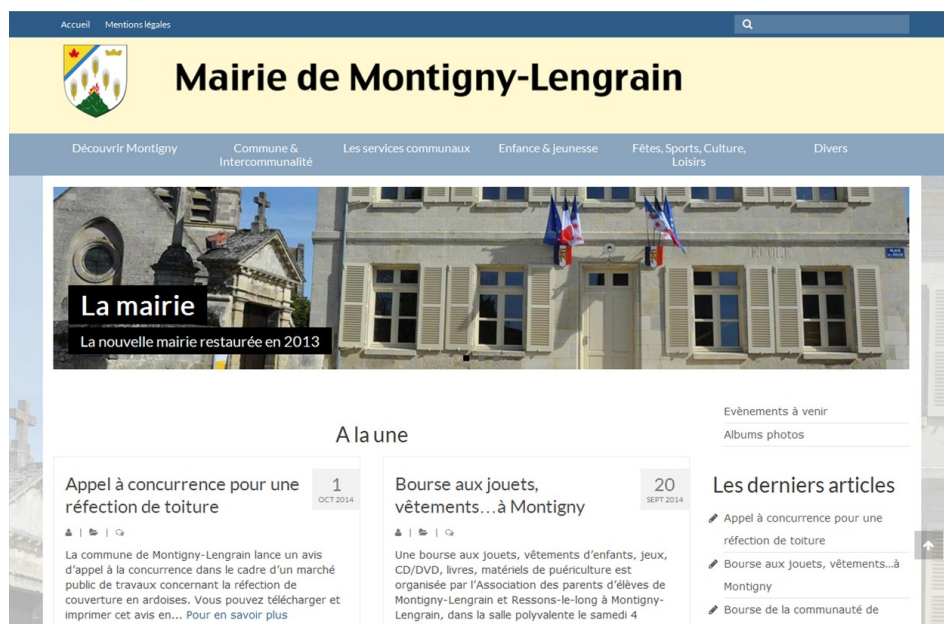 Accueil Mentions légales
Mairie de Montigny-Lengrain
Découvrir Montigny
Commune &
Intercommunalité
Les services communaux
Enfance & jeunesse
Fêtes, Sports, Culture,
Loisirs
Divers
ECOLE
La mairie
La nouvelle mairie restaurée en 2013
A la une
Appel à concurrence pour une
réfection de toiture
1
OCT 2014
La commune de Montigny-Lengrain lance un avis
d'appel à la concurrence dans le cadre d'un marché
public de travaux concernant la réfection de
couverture en ardoises. Vous pouvez télécharger et
imprimer cet avis en... Pour en savoir plus
Bourse aux jouets,
vêtements...à Montigny
20
SEPT 2014
Une bourse aux jouets, vêtements d'enfants, jeux,
CD/DVD, livres, matériels de puériculture est
organisée par l'Association des parents d'élèves de
Montigny-Lengrain et Ressons-le-long à Montigny-
Lengrain, dans la salle polyvalente le samedi 4
Evènements à venir
Albums photos
Les derniers articles
Appel à concurrence pour une
réfection de toiture
Bourse aux jouets, vêtements...à
Montigny
Bourse de la communauté de